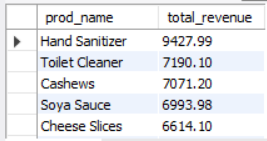 prod_name total_revenue
Hand Sanitizer 9427.99
Toilet Cleaner 7190.10
Cashews 7071.20
Soya Sauce 6993.98
Cheese Slices 6614.10